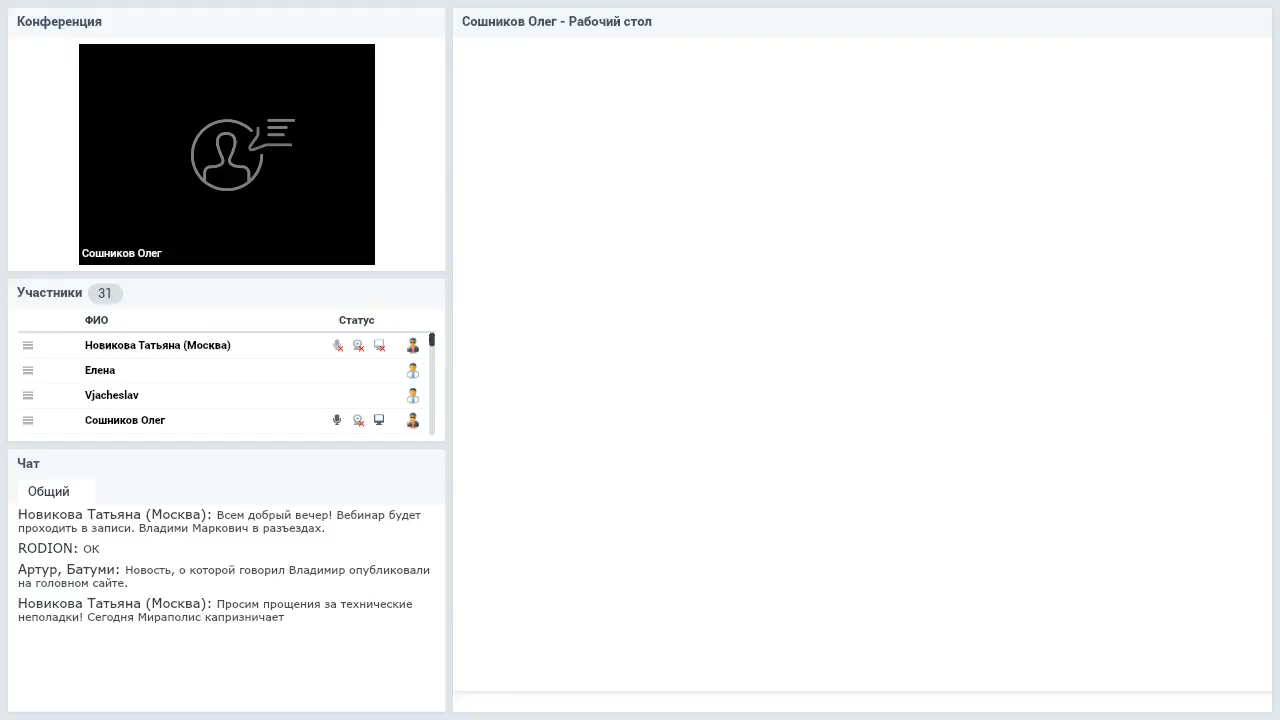 Конференция
Сошников Олег
Участники 31
ФИО Статус
Новикова Татьяна (Москва)
Елена
Vjacheslav
Сошников Олег
Чат
Общий
Новикова Татьяна (Москва): Всем добрый вечер! Вебинар будет
проходить в записи. Владими Маркович в разъездах.
RODION: ОК
Артур, Батуми: Новость, о которой говорил Владимир опубликовали
на головном сайте.
Новикова Татьяна (Москва): Просим прощения за технические
неполадки! Сегодня Мираполис капризничает
Сошников Олег - Рабочий стол